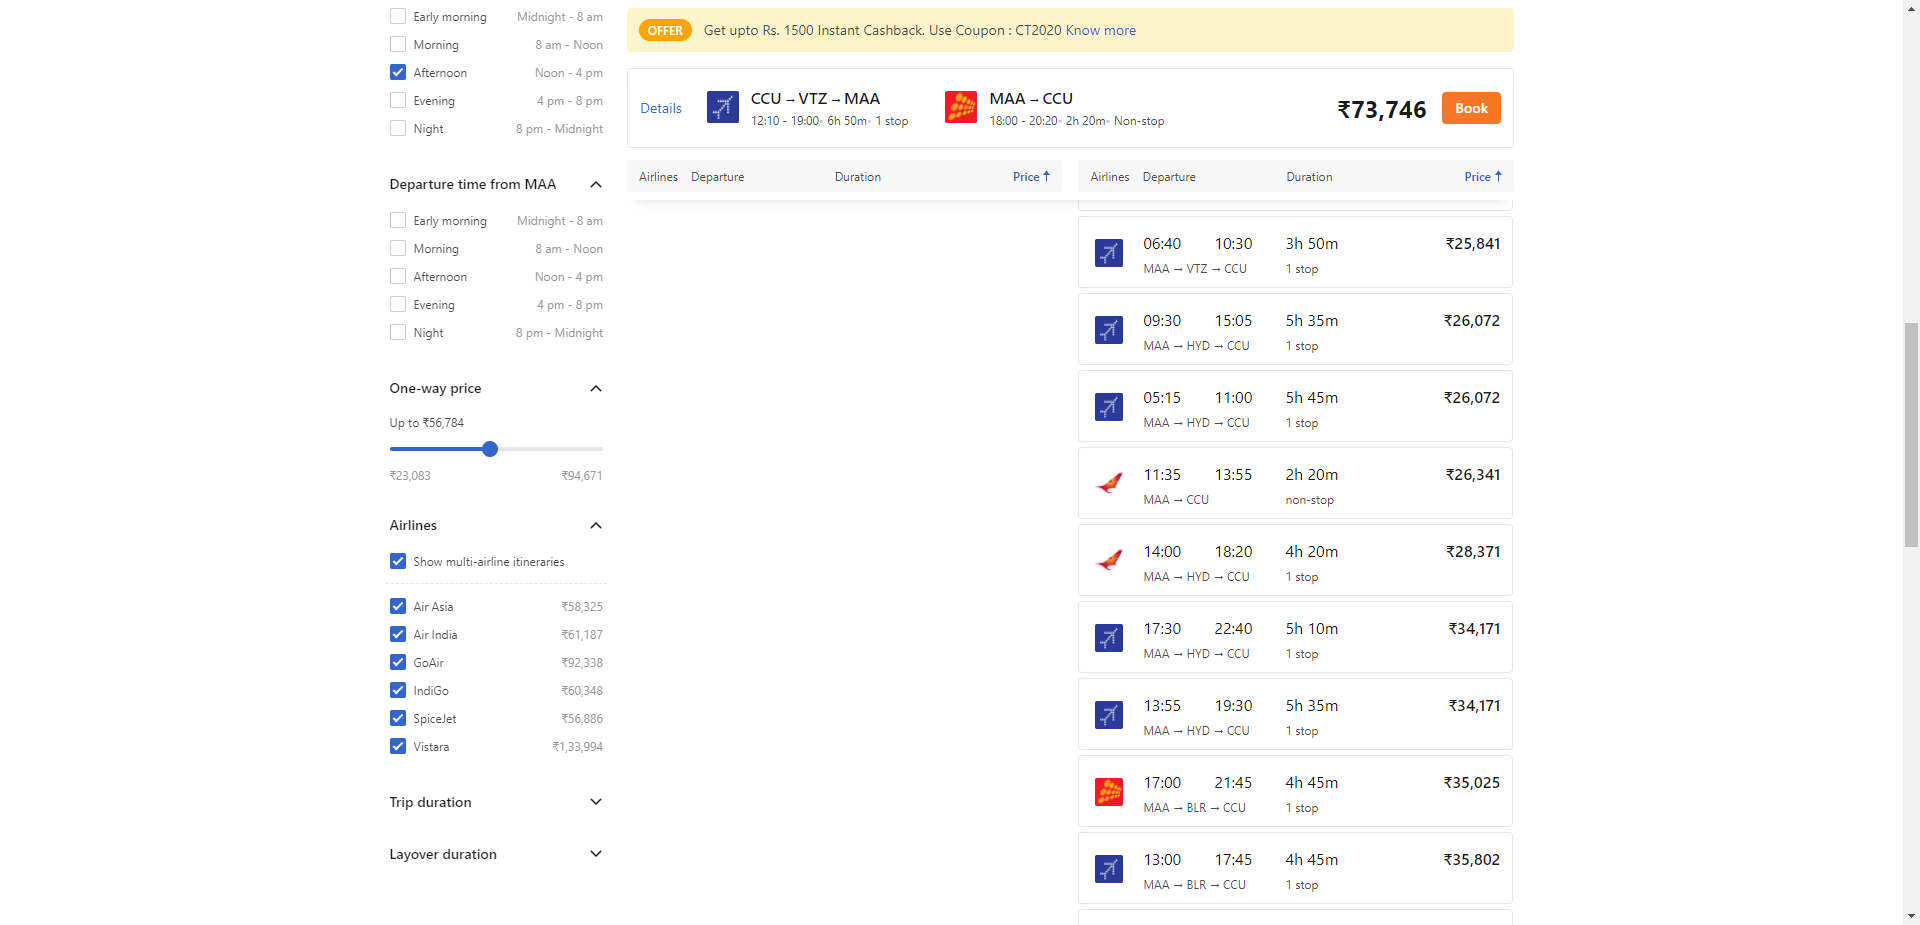 Early morning Midnight - 8 am
Morning 8 am - Noon
Afternoon Noon - 4 pm
Evening 4 pm - 8 pm
Night 8 pm - Midnight
Departure time from MAA
Early morning Midnight - 8 am
Morning 8 am - Noon
Afternoon Noon - 4 pm
Evening 4 pm - 8 pm
Night 8 pm - Midnight
One-way price
Up to ₹56,784
₹23,083 ₹94,671
Airlines
Show multi-airline itineraries
Air Asia ₹58,325
Air India ₹61,187
GoAir ₹92,338
IndiGo ₹60,348
SpiceJet ₹56,886
Vistara ₹1,33,994
Trip duration
Layover duration
OFFER Get upto Rs. 1500 Instant Cashback. Use Coupon : CT2020 Know more
Details
CCU → VTZ → MAA
12:10 - 19:00• 6h 50m• 1 stop
MAA → CCU
18:00 - 20:20• 2h 20m• Non-stop
₹73,746 Book
Airlines Departure Duration Price ↑
Airlines Departure Duration Price ↑
06:40 10:30 3h 50m ₹25,841
MAA → VTZ → CCU 1 stop
09:30 15:05 5h 35m ₹26,072
MAA → HYD → CCU 1 stop
05:15 11:00 5h 45m ₹26,072
MAA → HYD → CCU 1 stop
11:35 13:55 2h 20m ₹26,341
MAA → CCU non-stop
14:00 18:20 4h 20m ₹28,371
MAA → HYD → CCU 1 stop
17:30 22:40 5h 10m ₹34,171
MAA → HYD → CCU 1 stop
13:55 19:30 5h 35m ₹34,171
MAA → HYD → CCU 1 stop
17:00 21:45 4h 45m ₹35,025
MAA → BLR → CCU 1 stop
13:00 17:45 4h 45m ₹35,802
MAA → BLR → CCU 1 stop